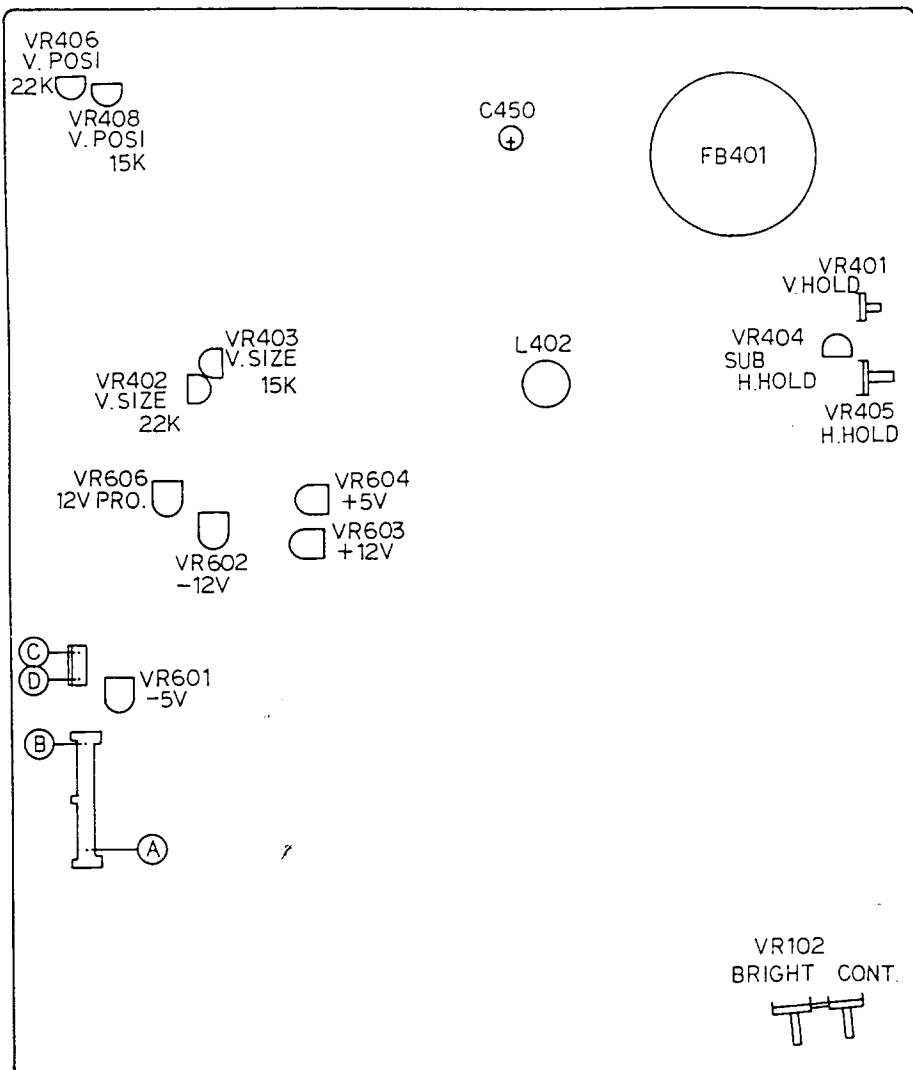 VR406
V. POSI
22K
VR408
V. POSI
15K
C450
+
FB401
VR401
V.HOLD
VR403
V. SIZE
15K
VR402
V. SIZE
22K
L402
VR404
SUB
H.HOLD
VR405
H.HOLD
VR606
12V PRO.
VR604
+5V
VR603
+12V
VR602
-12V
C
D
VR601
-5V
B
A
VR102
BRIGHT CONT.